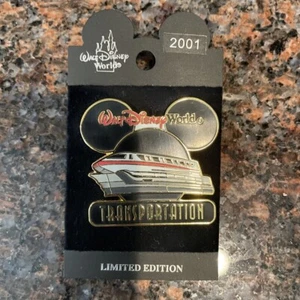 Walt Disney World
2001
Walt Disney World
TRANSPORTATION
LIMITED EDITION